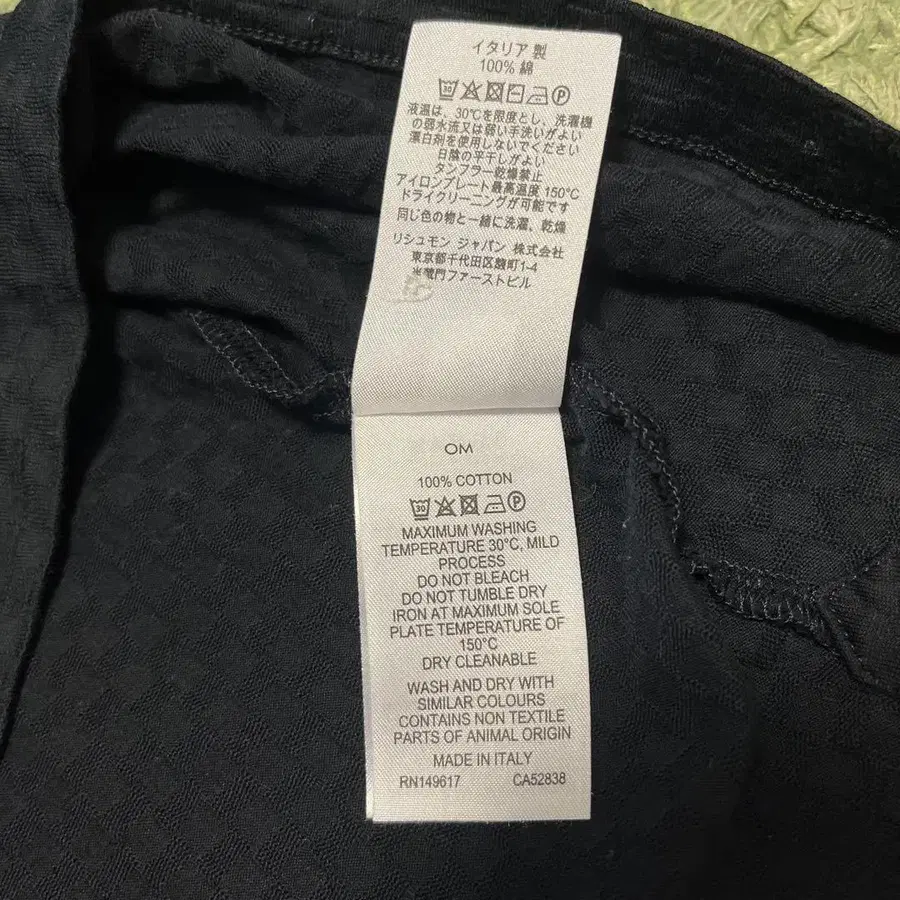 イタリア 製
100% 綿
30
液温は、30℃を限度とし、洗濯機
の弱水流又は弱い手洗いがよい
漂白剤を使用しないでください
日陰の平干しがよい
タンブラー乾燥禁止
アイロンプレート最高温度 150°C
ドライクリーニングが可能です
同じ色の物と一緒に洗濯、乾燥
リシュモン ジャパン 株式会社
東京都千代田区麹町1-4
半蔵門ファーストビル
OM
100% COTTON
30
MAXIMUM WASHING
TEMPERATURE 30°C, MILD
PROCESS
DO NOT BLEACH
DO NOT TUMBLE DRY
IRON AT MAXIMUM SOLE
PLATE TEMPERATURE OF
150°C
DRY CLEANABLE
WASH AND DRY WITH
SIMILAR COLOURS
CONTAINS NON TEXTILE
PARTS OF ANIMAL ORIGIN
MADE IN ITALY
RN149617 CA52838